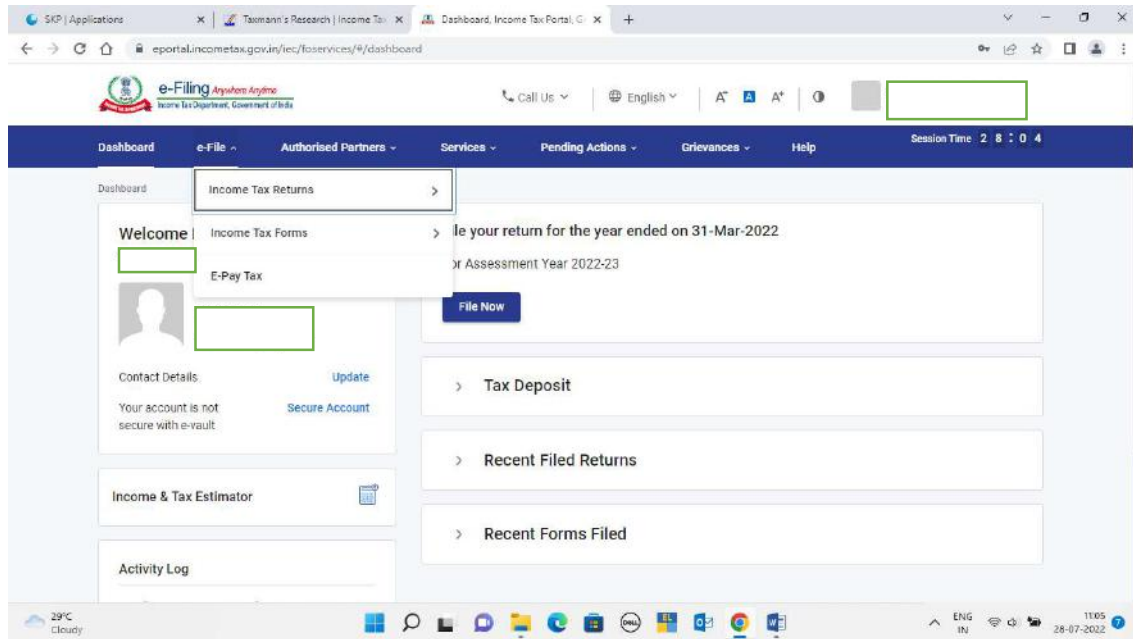 SKP | Applications
Taxmann's Research | Income Tax
Dashboard, Income Tax Portal, G
eportal.incometax.gov.in/iec/foservices/#/dashboard
e-Filing Anywhere Anytime
Income Tax Department, Government of India
Call Us
English
A-
A
A+
Dashboard
e-File
Authorised Partners
Services
Pending Actions
Grievances
Help
Session Time 2 8 : 0 4
Dashboard
Income Tax Returns
Income Tax Forms
E-Pay Tax
Welcome
le your return for the year ended on 31-Mar-2022
or Assessment Year 2022-23
File Now
Contact Details
Update
Your account is not
secure with e-vault
Secure Account
Tax Deposit
Recent Filed Returns
Income & Tax Estimator
Recent Forms Filed
Activity Log
29°C
Cloudy
DELL
EL
ENG
IN
11:05
28-07-2022
7